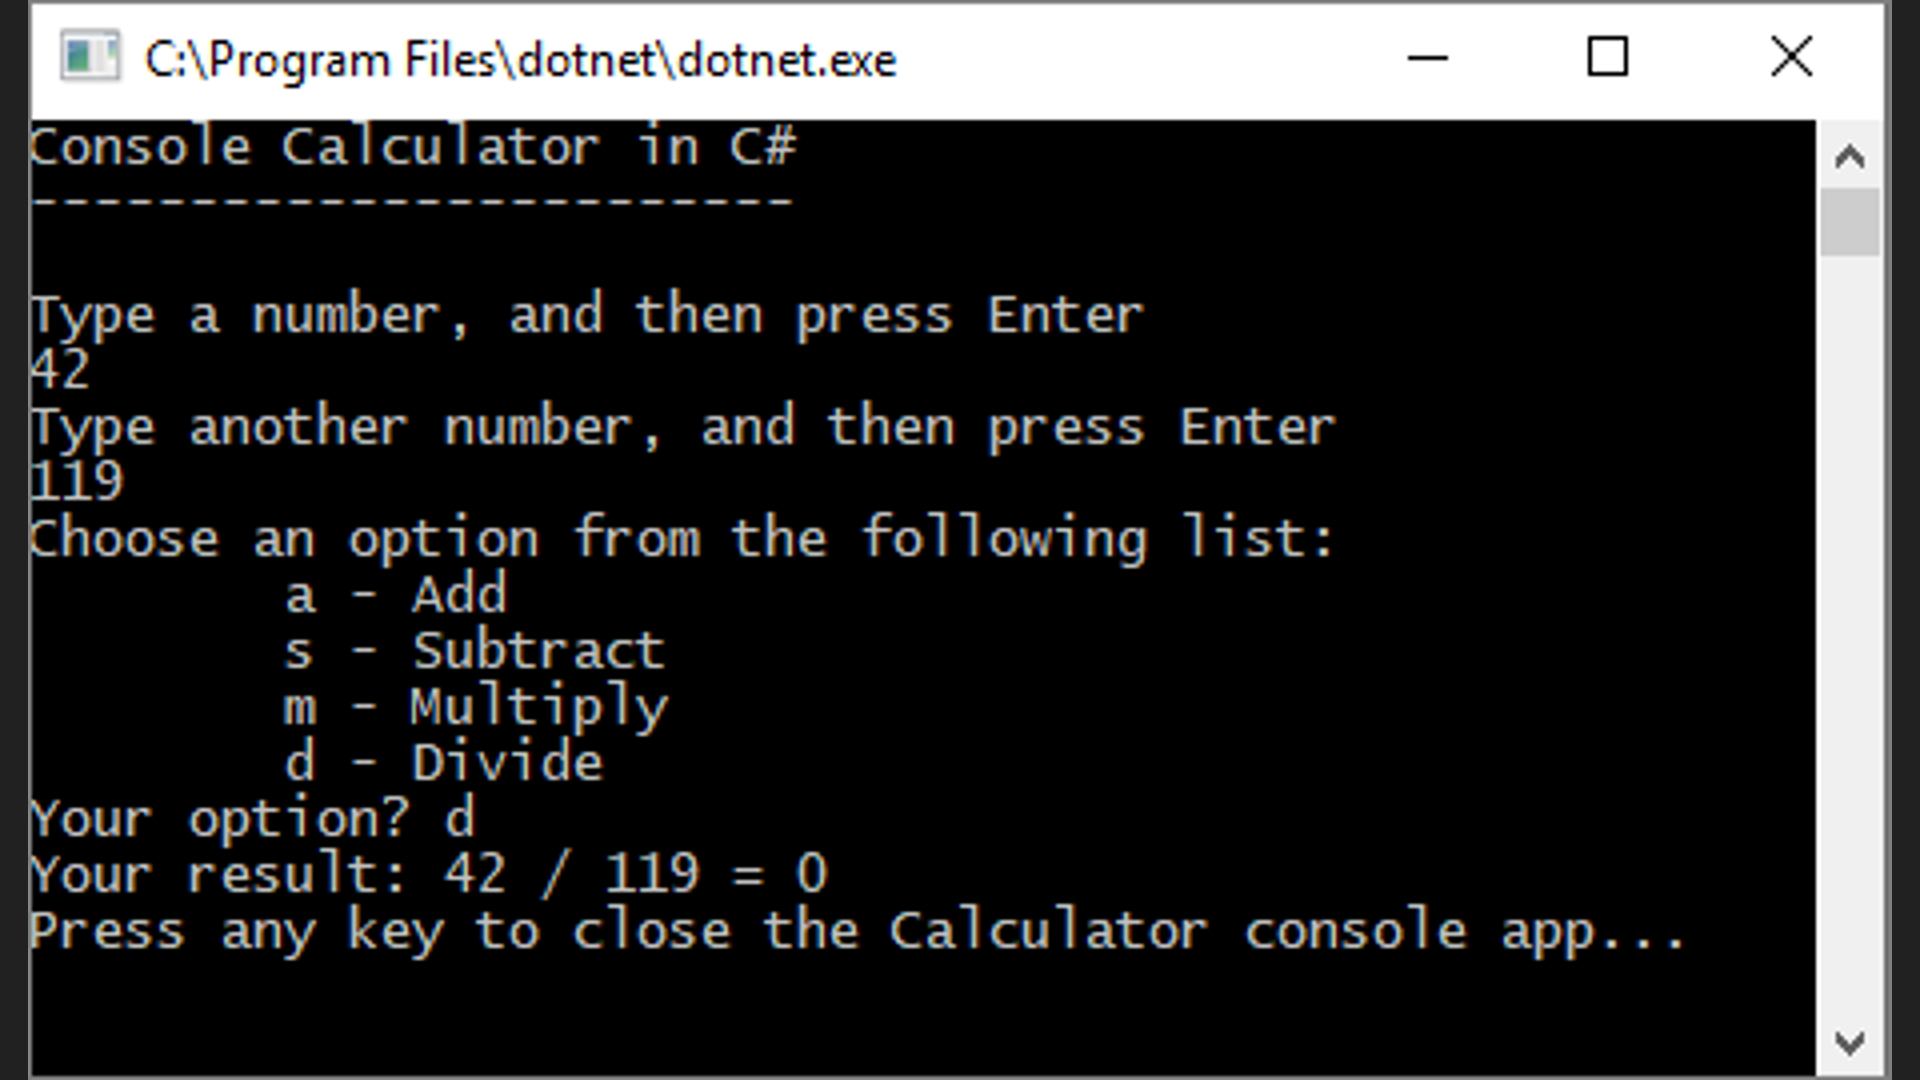 C:\Program Files\dotnet\dotnet.exe
Console Calculator in C#
------------------------
Type a number, and then press Enter
42
Type another number, and then press Enter
119
Choose an option from the following list:
        a - Add
        s - Subtract
        m - Multiply
        d - Divide
Your option? d
Your result: 42 / 119 = 0
Press any key to close the Calculator console app...